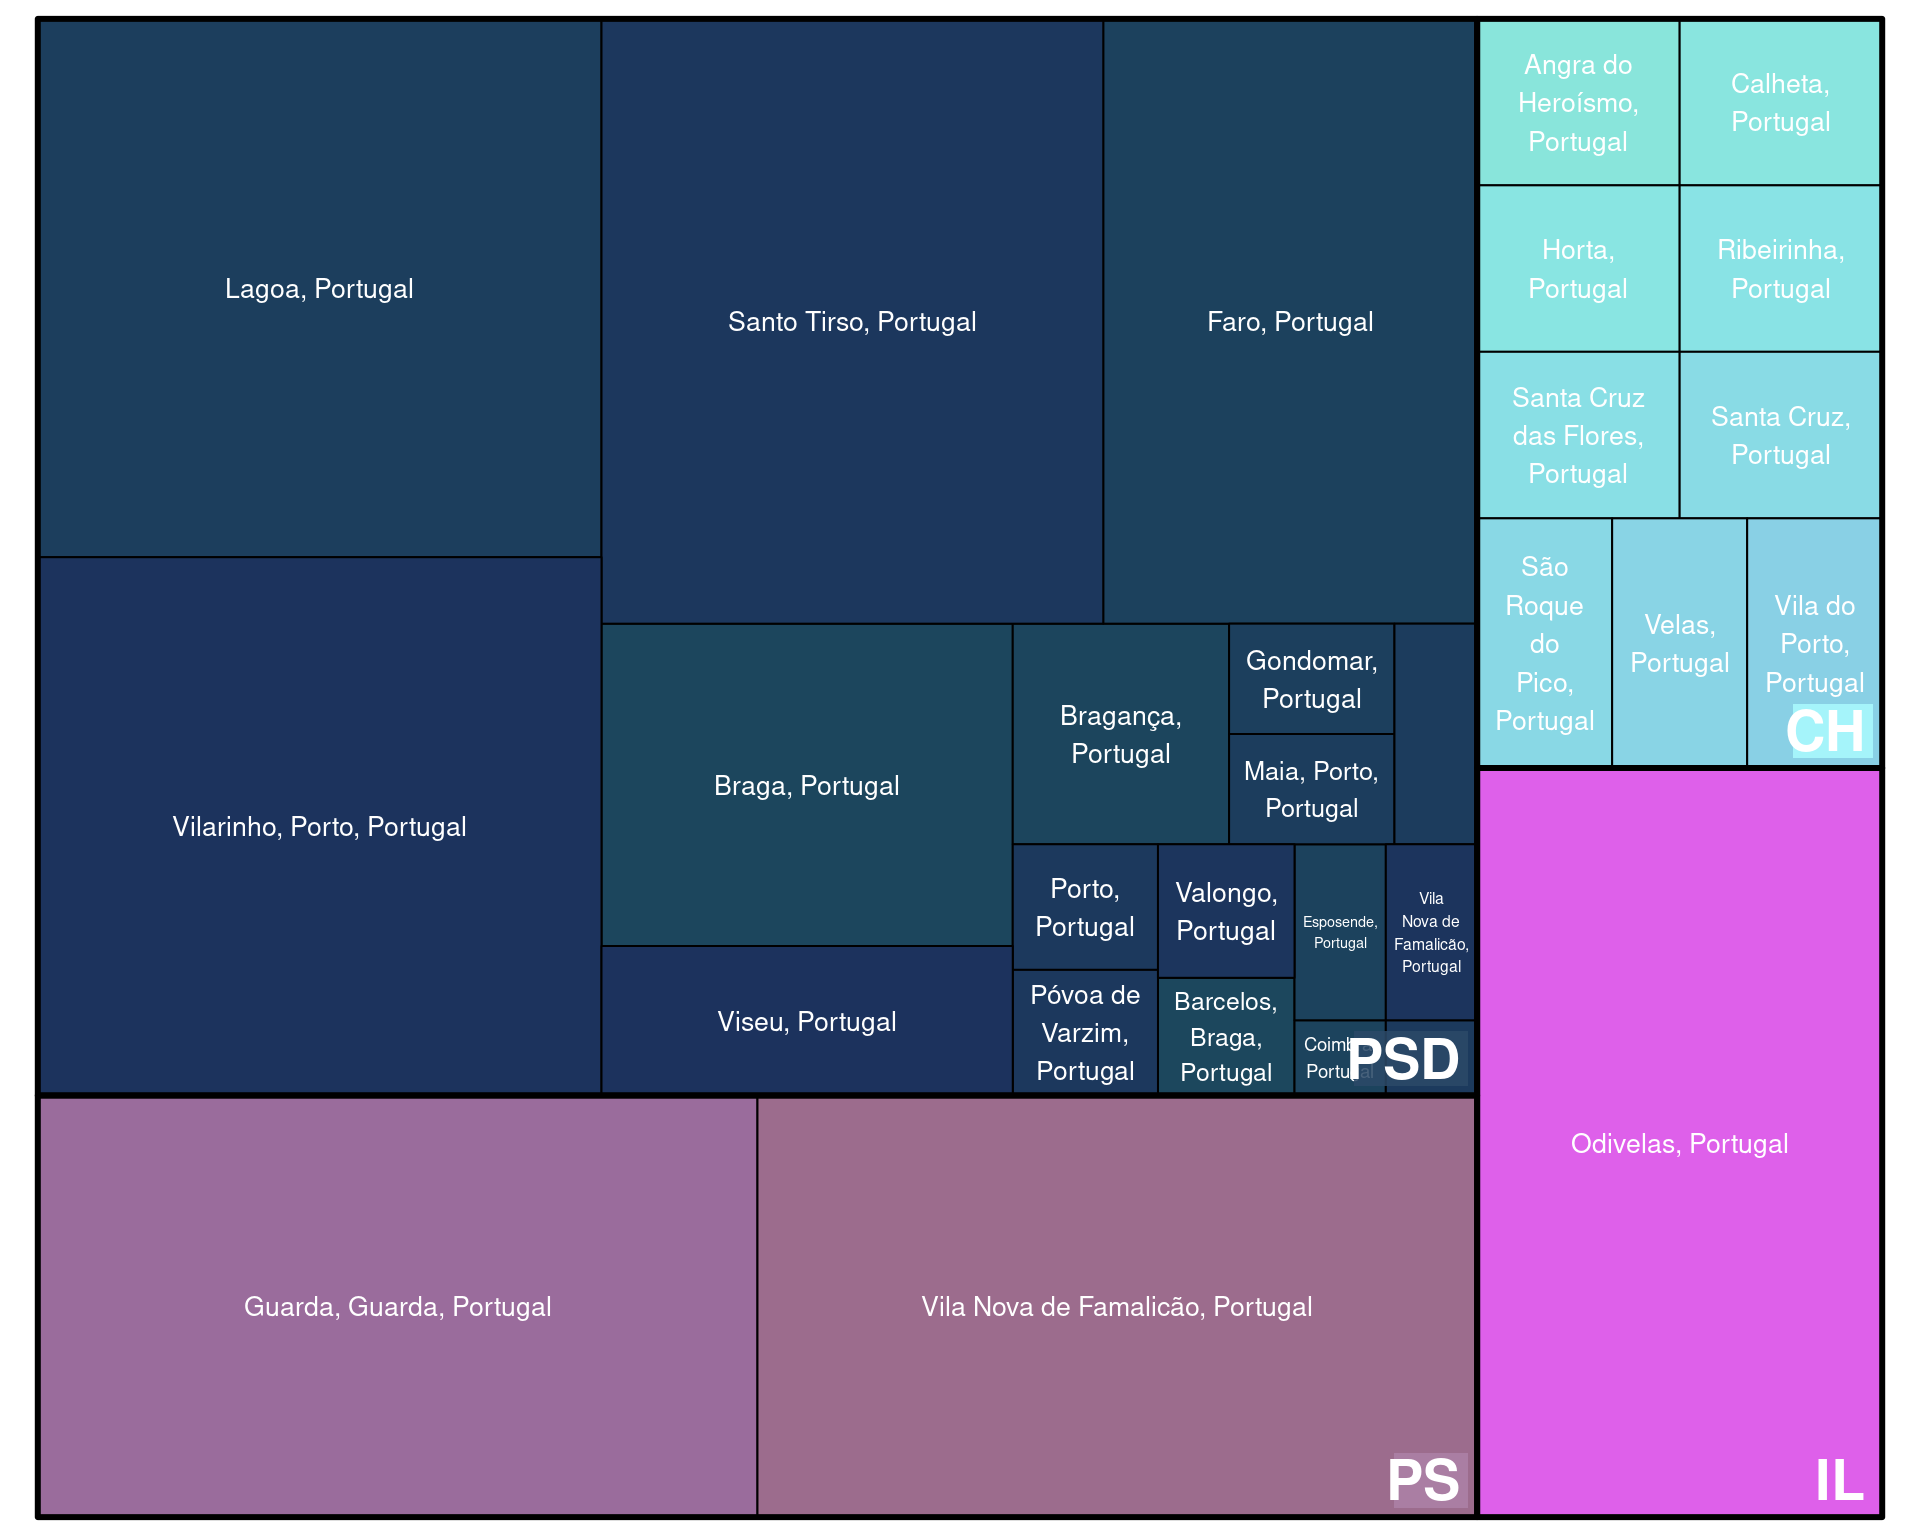 Lagoa, Portugal
Santo Tirso, Portugal
Faro, Portugal
Vilarinho, Porto, Portugal
Braga, Portugal
Viseu, Portugal
Bragança,
Portugal
Gondomar,
Portugal
Maia, Porto,
Portugal
Porto,
Portugal
Póvoa de
Varzim,
Portugal
Valongo,
Portugal
Barcelos,
Braga,
Portugal
Esposende,
Portugal
Vila
Nova de
Famalicão,
Portugal
Portugal
PSD
Guarda, Guarda, Portugal
Vila Nova de Famalicão, Portugal
PS
Angra do
Heroísmo,
Portugal
Calheta,
Portugal
Horta,
Portugal
Ribeirinha,
Portugal
Santa Cruz
das Flores,
Portugal
Santa Cruz,
Portugal
São
Roque
do
Pico,
Portugal
Velas,
Portugal
Vila do
Porto,
Portugal
CH
Odivelas, Portugal
IL